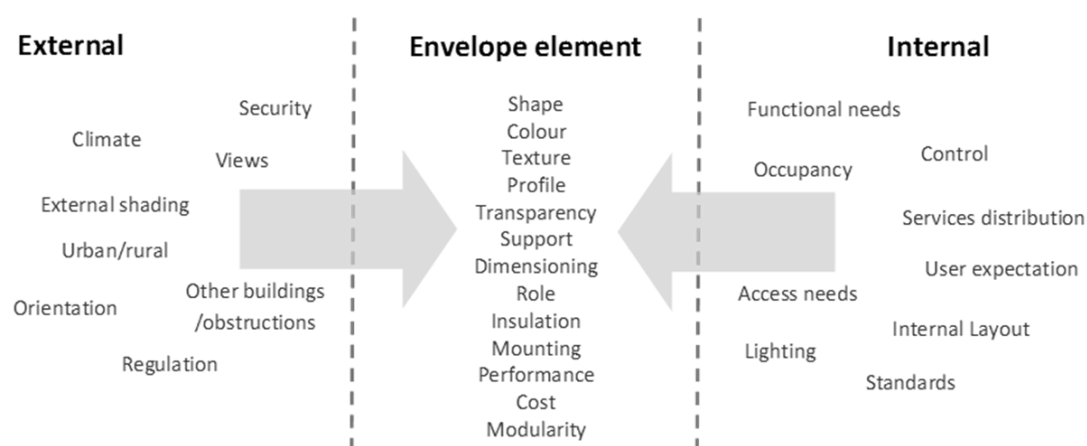 External
Security
Climate
Views
External shading
Urban/rural
Other buildings
/obstructions
Orientation
Regulation
Envelope element
Shape
Colour
Texture
Profile
Transparency
Support
Dimensioning
Role
Insulation
Mounting
Performance
Cost
Modularity
Internal
Functional needs
Control
Occupancy
Services distribution
User expectation
Access needs
Internal Layout
Lighting
Standards